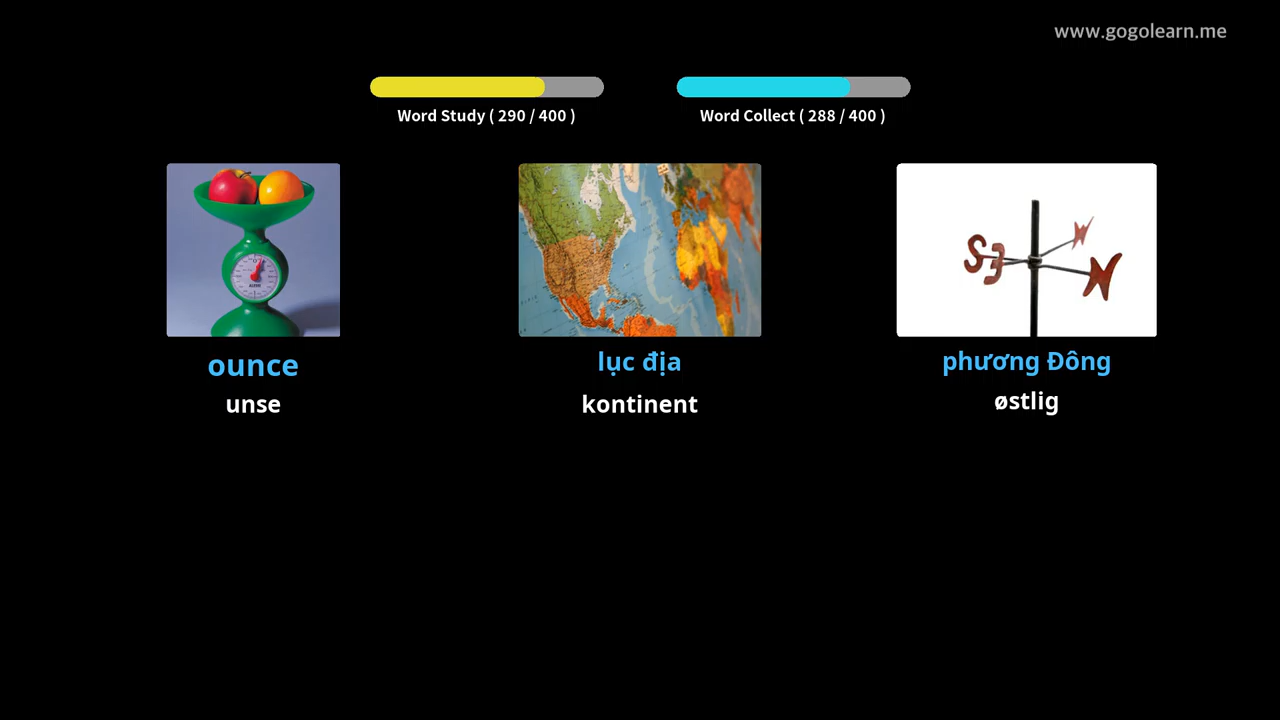 www.gogolearn.me
Word Study ( 290 / 400 )
Word Collect ( 288 / 400 )
ounce
lục địa
phương Đông
unse
kontinent
østlig